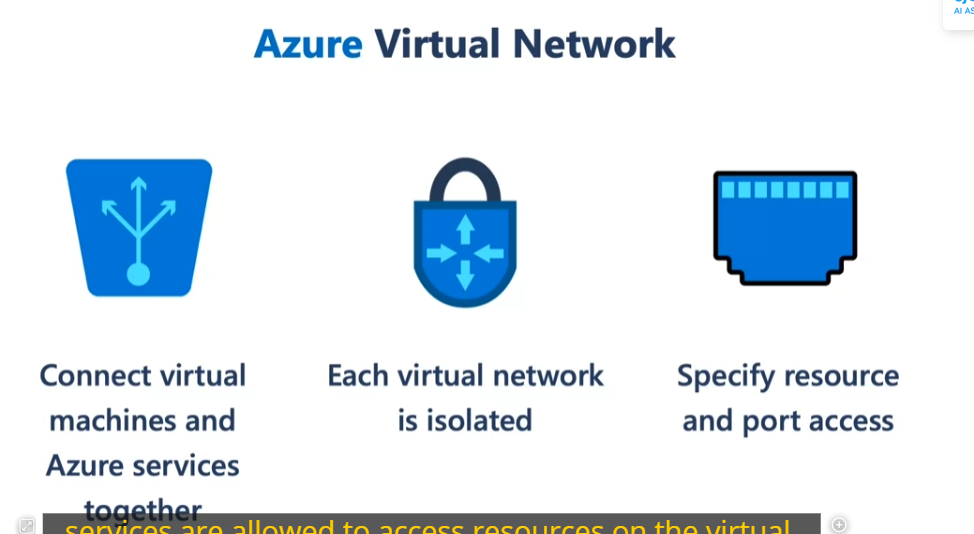 AI AS
Azure Virtual Network
Connect virtual
machines and
Azure services
together
Each virtual network
is isolated
Specify resource
and port access
services are allowed to access resources on the virtual